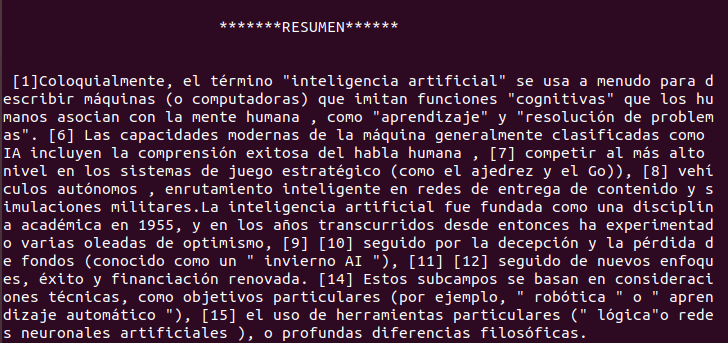 *******RESUMEN******
[1]Coloquialmente, el término "inteligencia artificial" se usa a menudo para d
escribir máquinas (o computadoras) que imitan funciones "cognitivas" que los hu
manos asocian con la mente humana , como "aprendizaje" y "resolución de problem
as". [6] Las capacidades modernas de la máquina generalmente clasificadas como
IA incluyen la comprensión exitosa del habla humana , [7] competir al más alto
nivel en los sistemas de juego estratégico (como el ajedrez y el Go)), [8] vehí
culos autónomos , enrutamiento inteligente en redes de entrega de contenido y s
imulaciones militares.La inteligencia artificial fue fundada como una disciplin
a académica en 1955, y en los años transcurridos desde entonces ha experimentad
o varias oleadas de optimismo, [9] [10] seguido por la decepción y la pérdida d
e fondos (conocido como un " invierno AI "), [11] [12] seguido de nuevos enfoqu
es, éxito y financiación renovada. [14] Estos subcampos se basan en consideraci
ones técnicas, como objetivos particulares (por ejemplo, " robótica " o " apren
dizaje automático "), [15] el uso de herramientas particulares (" lógica"o rede
s neuronales artificiales ), o profundas diferencias filosóficas.